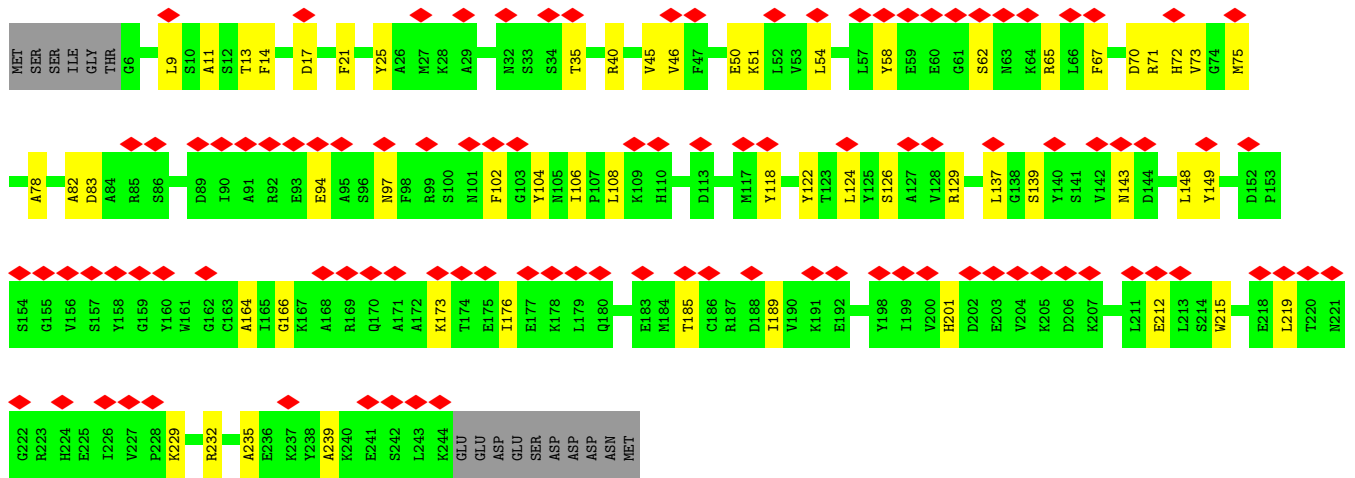 MET SER SER ILE GLY THR G6 L9 S10 A11 S12 T13 F14 D17 F21 Y25 A26 M27 K28 A29 N32 S33 S34 T35 R40 V45 V46 F47 E50 K51 L52 V53 L54 L57 Y58 E59 E60 G61 S62 N63 K64 R65 L66 F67 D70 R71 H72 V73 G74 M75
A78 A82 D83 A84 R85 S86 D89 I90 A91 R92 E93 E94 A95 S96 N97 F98 R99 S100 N101 F102 G103 Y104 N105 I106 P107 L108 K109 H110 D113 M117 Y118 Y122 T123 L124 Y125 S126 A127 V128 R129 L137 G138 S139 Y140 S141 V142 N143 D144 L148 Y149 D152 P153
S154 G155 V156 S157 Y158 G159 Y160 W161 G162 C163 A164 I165 G166 K167 A168 R169 Q170 A171 A172 K173 T174 E175 I176 E177 K178 L179 Q180 E183 M184 T185 C186 R187 D188 I189 V190 K191 E192 Y198 I199 V200 H201 D202 E203 V204 K205 D206 K207 L211 E212 L213 S214 W215 E218 L219 T220 N221
G222 R223 H224 E225 I226 V227 P228 K229 R232 A235 E236 K237 Y238 A239 K240 E241 S242 L243 K244 GLU GLU ASP GLU SER ASP ASP ASP ASN MET